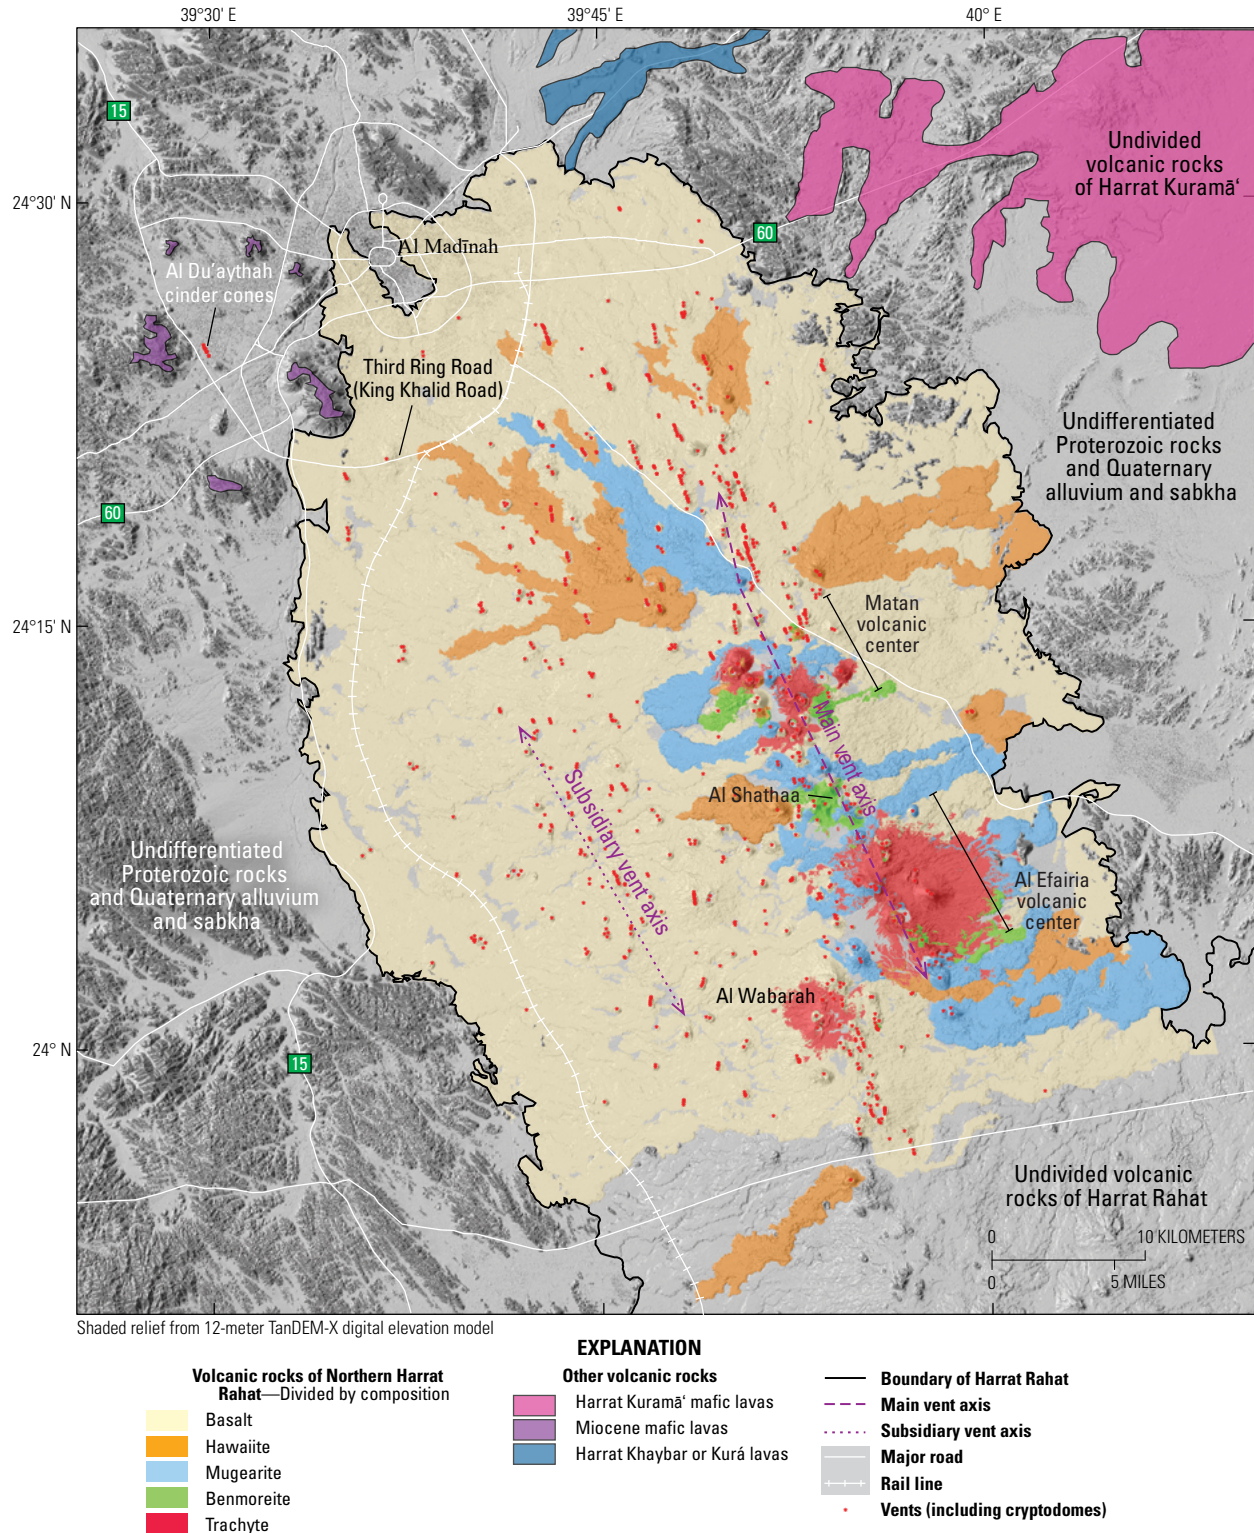 39°30' E
39°45' E
40° E
15
Undivided
volcanic rocks
of Harrat Kuramāʻ
24°30' N
60
Al Madīnah
Al Du'aythah
cinder cones
Third Ring Road
(King Khalid Road)
Undifferentiated
Proterozoic rocks
and Quaternary
alluvium and sabkha
60
Matan
volcanic
center
24°15' N
Main vent axis
Al Shathaa
Subsidiary vent axis
Undifferentiated
Proterozoic rocks
and Quaternary alluvium
and sabkha
Al Efairia
volcanic
center
Al Wabarah
24° N
15
Undivided volcanic
rocks of Harrat Rahat
0
10 KILOMETERS
0
5 MILES
Shaded relief from 12-meter TanDEM-X digital elevation model
EXPLANATION
Volcanic rocks of Northern Harrat
Rahat—Divided by composition
Basalt
Hawaiite
Mugearite
Benmoreite
Trachyte
Other volcanic rocks
Harrat Kuramāʻ mafic lavas
Miocene mafic lavas
Harrat Khaybar or Kurá lavas
Boundary of Harrat Rahat
Main vent axis
Subsidiary vent axis
Major road
Rail line
Vents (including cryptodomes)